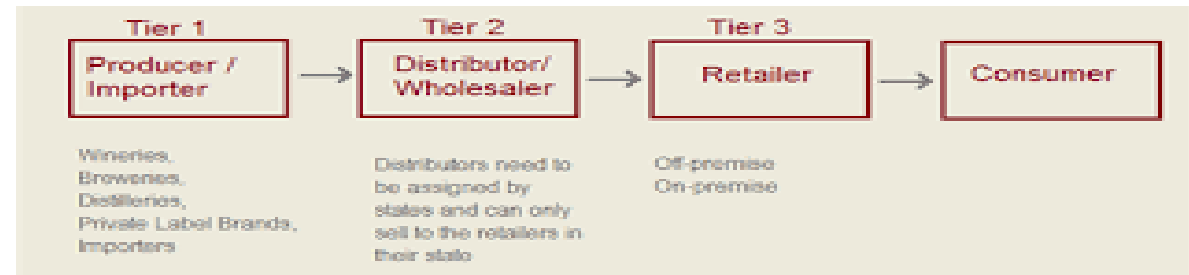 Tier 1
Tier 2
Tier 3
Producer /
Importer
Distributor/
Wholesaler
Retailer
Consumer
Wineries,
Breweries,
Distilleries,
Private Label Brands,
Importers
Distributors need to
be assigned by
states and can only
sell to the retailers in
their state
Off-premise
On-premise